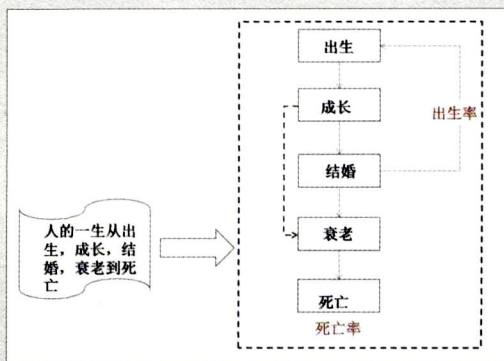 出生
成长
出生率
结婚
人的一生从出
生，成长，结
婚，衰老到死
亡
衰老
死亡
死亡率